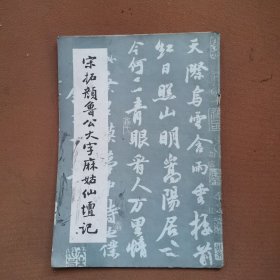 宋拓颜鲁公大字麻姑仙坛记
天際烏雲含雨重樓前
紅日照山明嵩陽居士
今何在青眼看人万里情